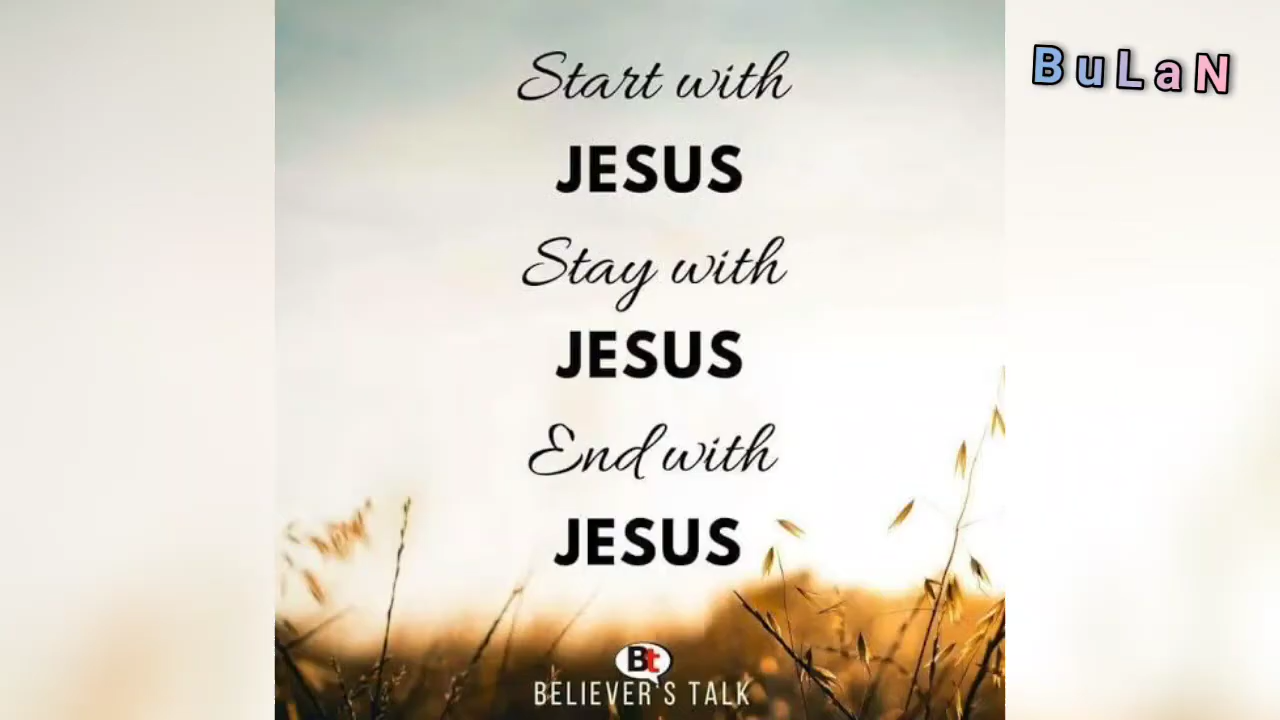 BuLaN
Start with
JESUS
Stay with
JESUS
End with
JESUS
Bt
BELIEVER'S TALK